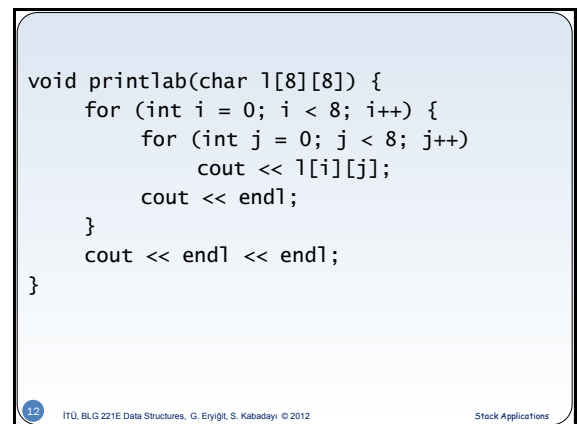 void printlab(char l[8][8]) {
for (int i = 0; i < 8; i++) {
for (int j = 0; j < 8; j++)
cout << l[i][j];
cout << endl;
}
cout << endl << endl;
}
12 İTÜ, BLG 221E Data Structures, G. Eryiğit, S. Kabadayı © 2012 Stack Applications